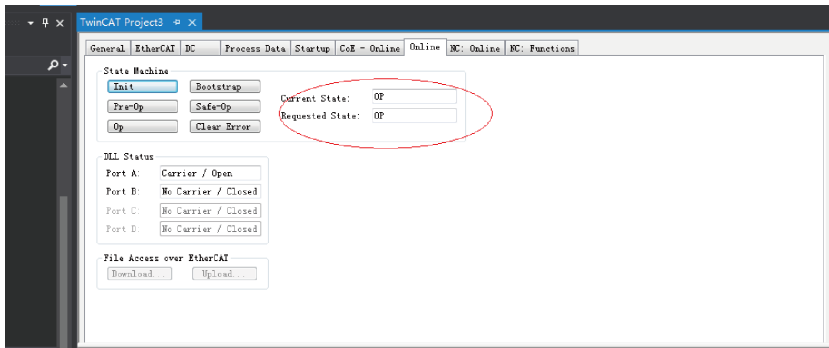 TwinCAT Project3
General EtherCAT DC Process Data Startup CoE - Online Online NC: Online NC: Functions
State Machine
Init Bootstrap
Current State: OP
Pre-Op Safe-Op
Requested State: OP
Op Clear Error
DLL Status
Port A: Carrier / Open
Port B: No Carrier / Closed
Port C: No Carrier / Closed
Port D: No Carrier / Closed
File Access over EtherCAT
Download... Upload...